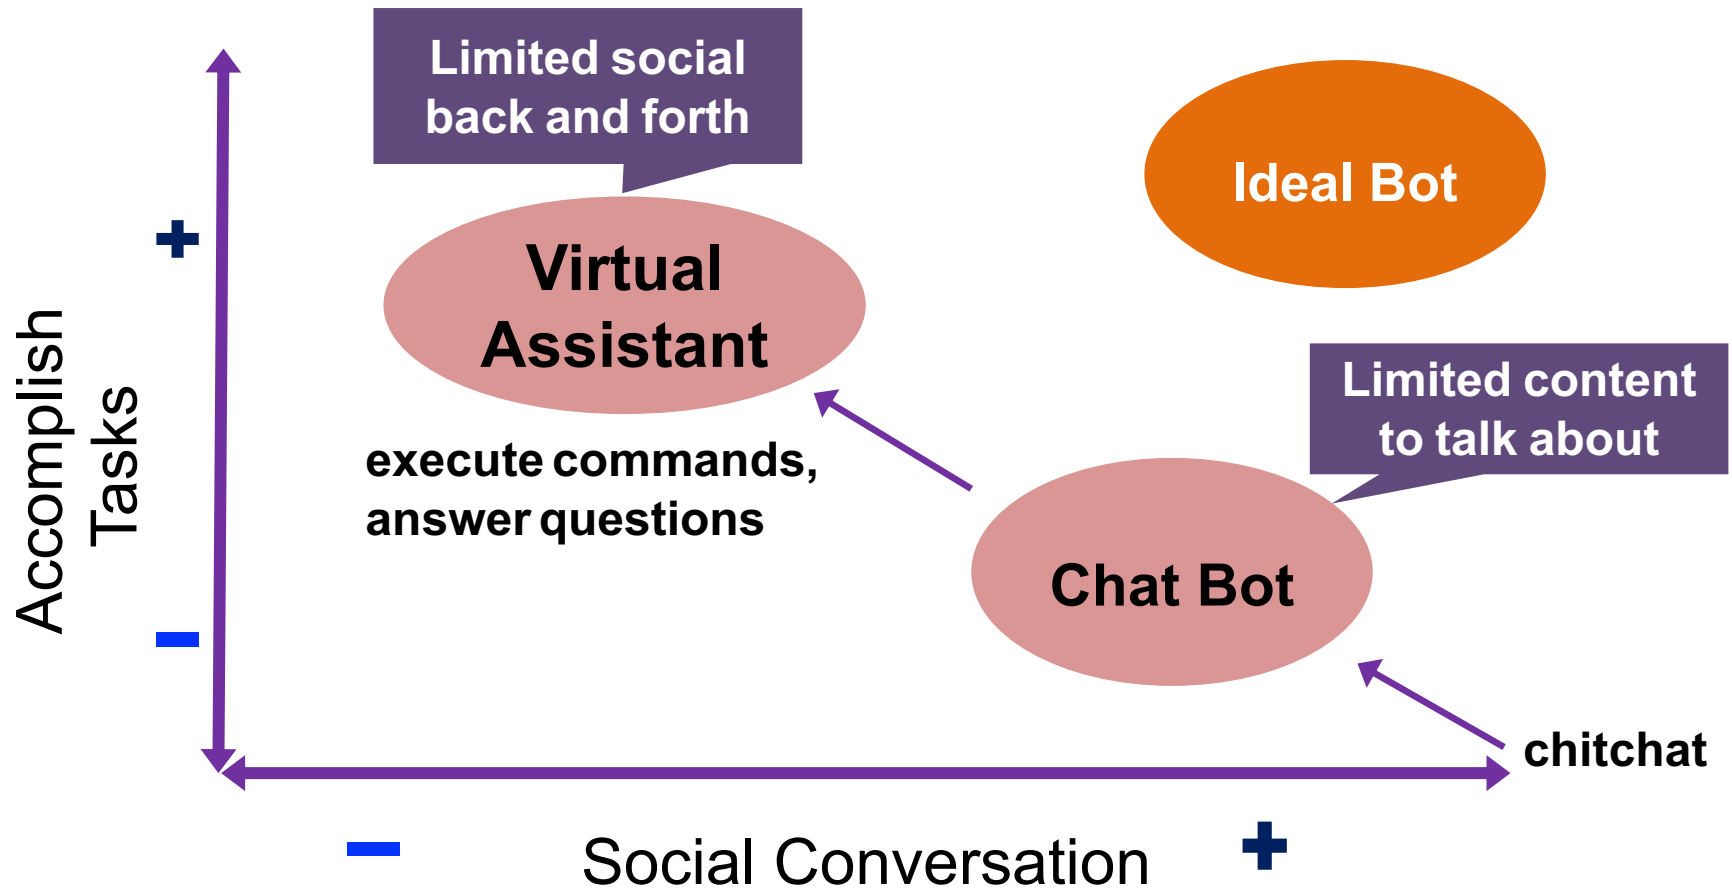 Limited social
back and forth
Ideal Bot
Virtual
Assistant
Limited content
to talk about
execute commands,
answer questions
Chat Bot
chitchat
Accomplish
Tasks
+
−
−
Social Conversation
+